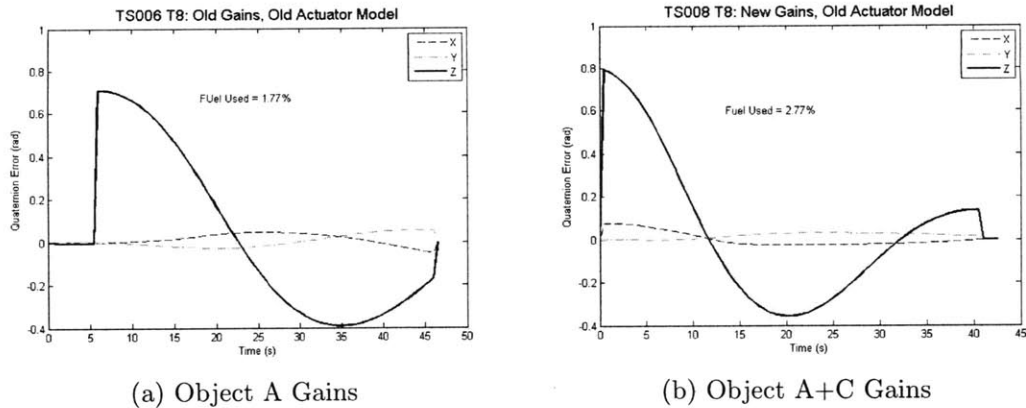 TS006 T8: Old Gains, Old Actuator Model
1
0.8
0.6
0.4
0.2
0
-0.2
-0.4
Quaternion Error (rad)
X
Y
Z
FUel Used = 1.77%
0 5 10 15 20 25 30 35 40 45 50
Time (s)
(a) Object A Gains
TS008 T8: New Gains, Old Actuator Model
1
0.8
0.6
0.4
0.2
0
-0.2
-0.4
Quaternion Error (rad)
X
Y
Z
Fuel Used = 2.77%
0 5 10 15 20 25 30 35 40 45
Time (s)
(b) Object A+C Gains